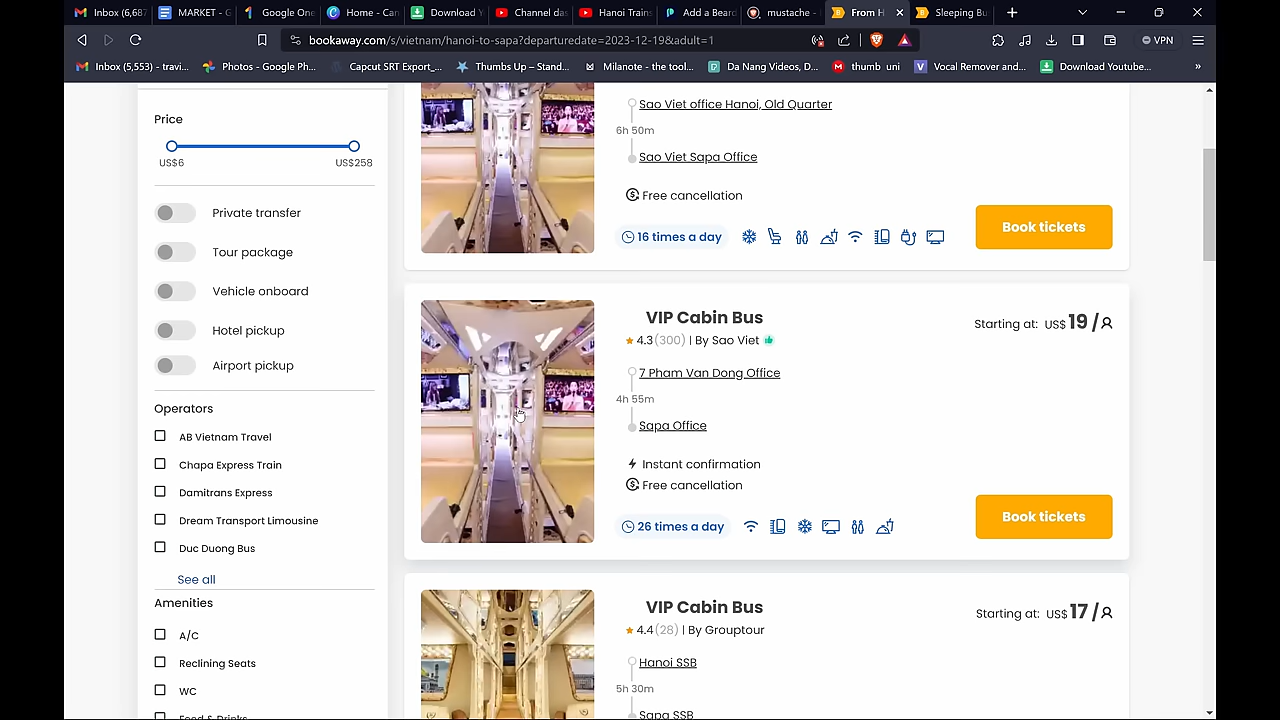 Inbox (6,687
MARKET - G
Google One
Home - Can
Download Y
Channel das
Hanoi Trains
Add a Beard
mustache -
From H
Sleeping Bu
bookaway.com/s/vietnam/hanoi-to-sapa?departuredate=2023-12-19&adult=1
VPN
Inbox (5,553) - travi...
Photos - Google Ph...
Capcut SRT Export_...
Thumbs Up – Stand...
Milanote - the tool...
Da Nang Videos, D...
thumb uni
Vocal Remover and...
Download Youtube...
»
Price
US$6
US$258
Private transfer
Tour package
Vehicle onboard
Hotel pickup
Airport pickup
Operators
AB Vietnam Travel
Chapa Express Train
Damitrans Express
Dream Transport Limousine
Duc Duong Bus
See all
Amenities
A/C
Reclining Seats
WC
Food & Drinks
Sao Viet office Hanoi, Old Quarter
6h 50m
Sao Viet Sapa Office
Free cancellation
16 times a day
Book tickets
VIP Cabin Bus
Starting at: US$ 19 /
4.3 (300) | By Sao Viet
7 Pham Van Dong Office
4h 55m
Sapa Office
Instant confirmation
Free cancellation
26 times a day
Book tickets
VIP Cabin Bus
Starting at: US$ 17 /
4.4 (28) | By Grouptour
Hanoi SSB
5h 30m
Sapa SSB